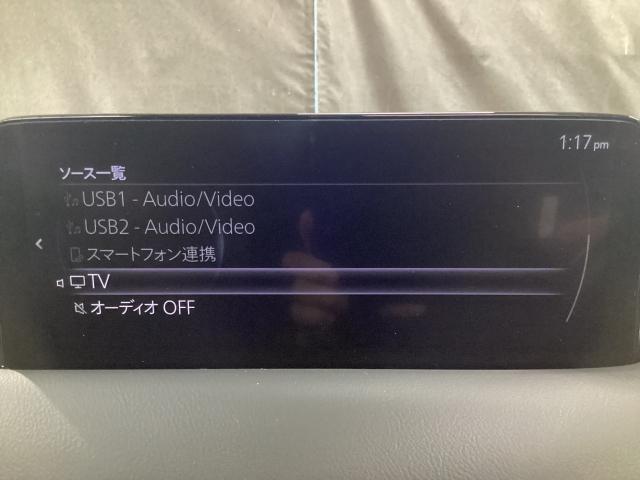 1:17pm
ソース一覧
USB1 - Audio/Video
USB2 - Audio/Video
スマートフォン連携
TV
オーディオ OFF